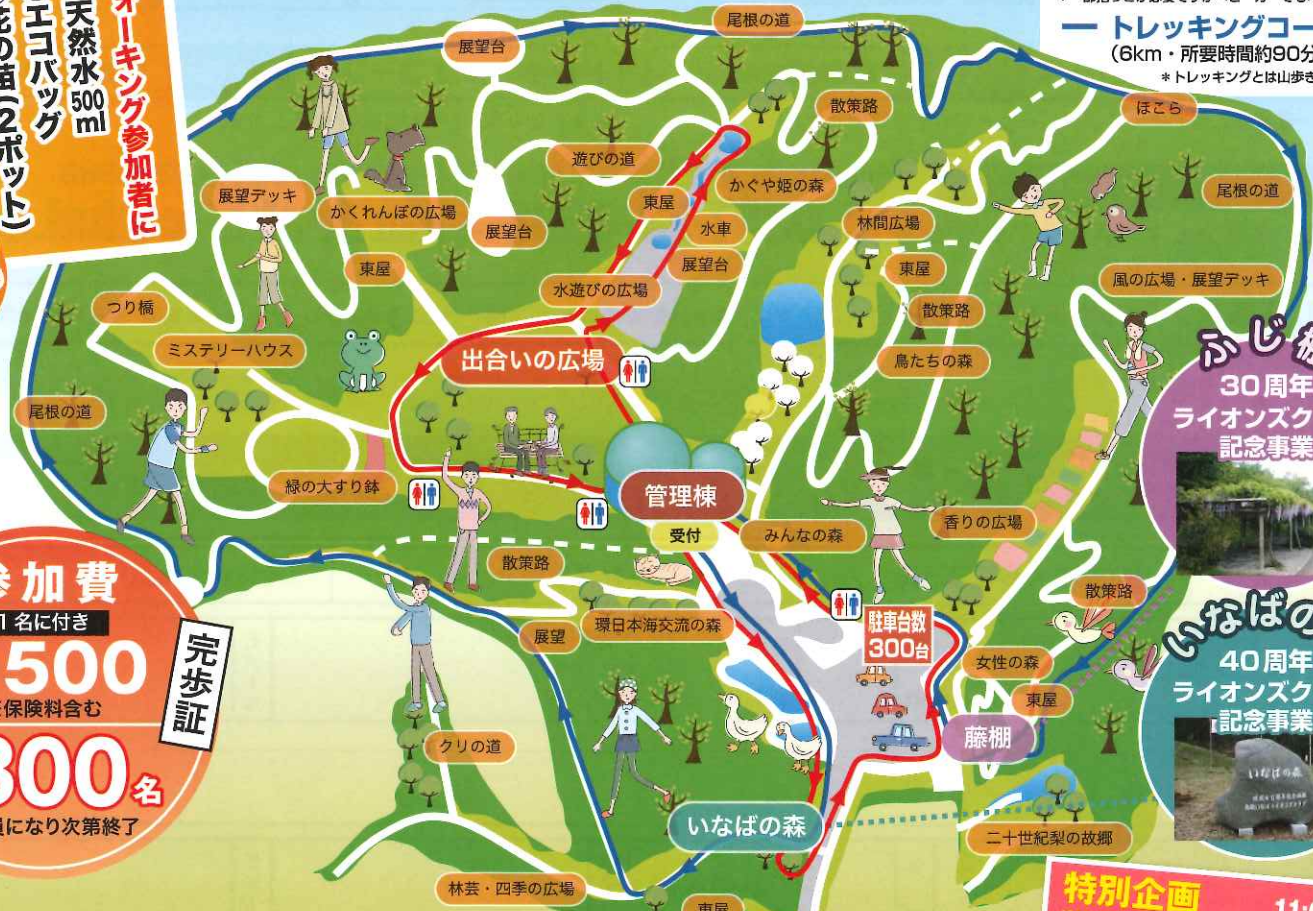 ォーキング参加者に
天然水500ml
エコバッグ
花の苗(2ポット)
トレッキングコー
(6km・所要時間約90分
*トレッキングとは山歩き
尾根の道
展望台
散策路
ほこら
遊びの道
かぐや姫の森
尾根の道
展望デッキ
かくれんぼの広場
東屋
展望台
水車
林間広場
展望台
東屋
東屋
風の広場・展望デッキ
つり橋
水遊びの広場
散策路
ミステリーハウス
出合いの広場
鳥たちの森
尾根の道
緑の大すり鉢
管理棟
受付
みんなの森
香りの広場
散策路
散策路
展望
環日本海交流の森
駐車台数
300台
女性の森
東屋
クリの道
藤棚
いなばの森
二十世紀梨の故郷
林芸・四季の広場
東屋
ふじ棚
30周年
ライオンズク
記念事業
いなばの
40周年
ライオンズク
記念事業
いなばの森
参加費
1名に付き
500
保険料含む
300名
員になり次第終了
完歩証
特別企画
11: